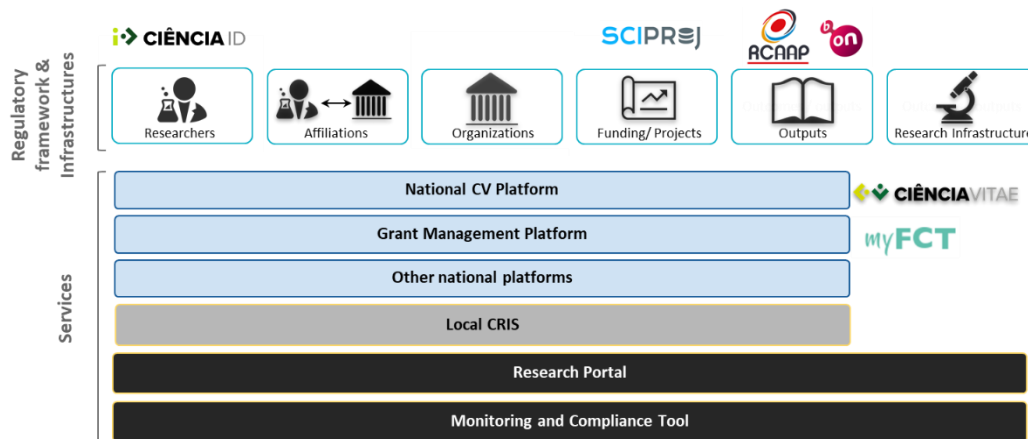 CIÊNCIA ID
SCIPROJ
RCAAP
b on
Regulatory
framework &
Infrastructures
Researchers
Affiliations
Organizations
Funding/ Projects
Outputs
Research Infrastructure
Services
National CV Platform
CIÊNCIAVITAE
Grant Management Platform
myFCT
Other national platforms
Local CRIS
Research Portal
Monitoring and Compliance Tool